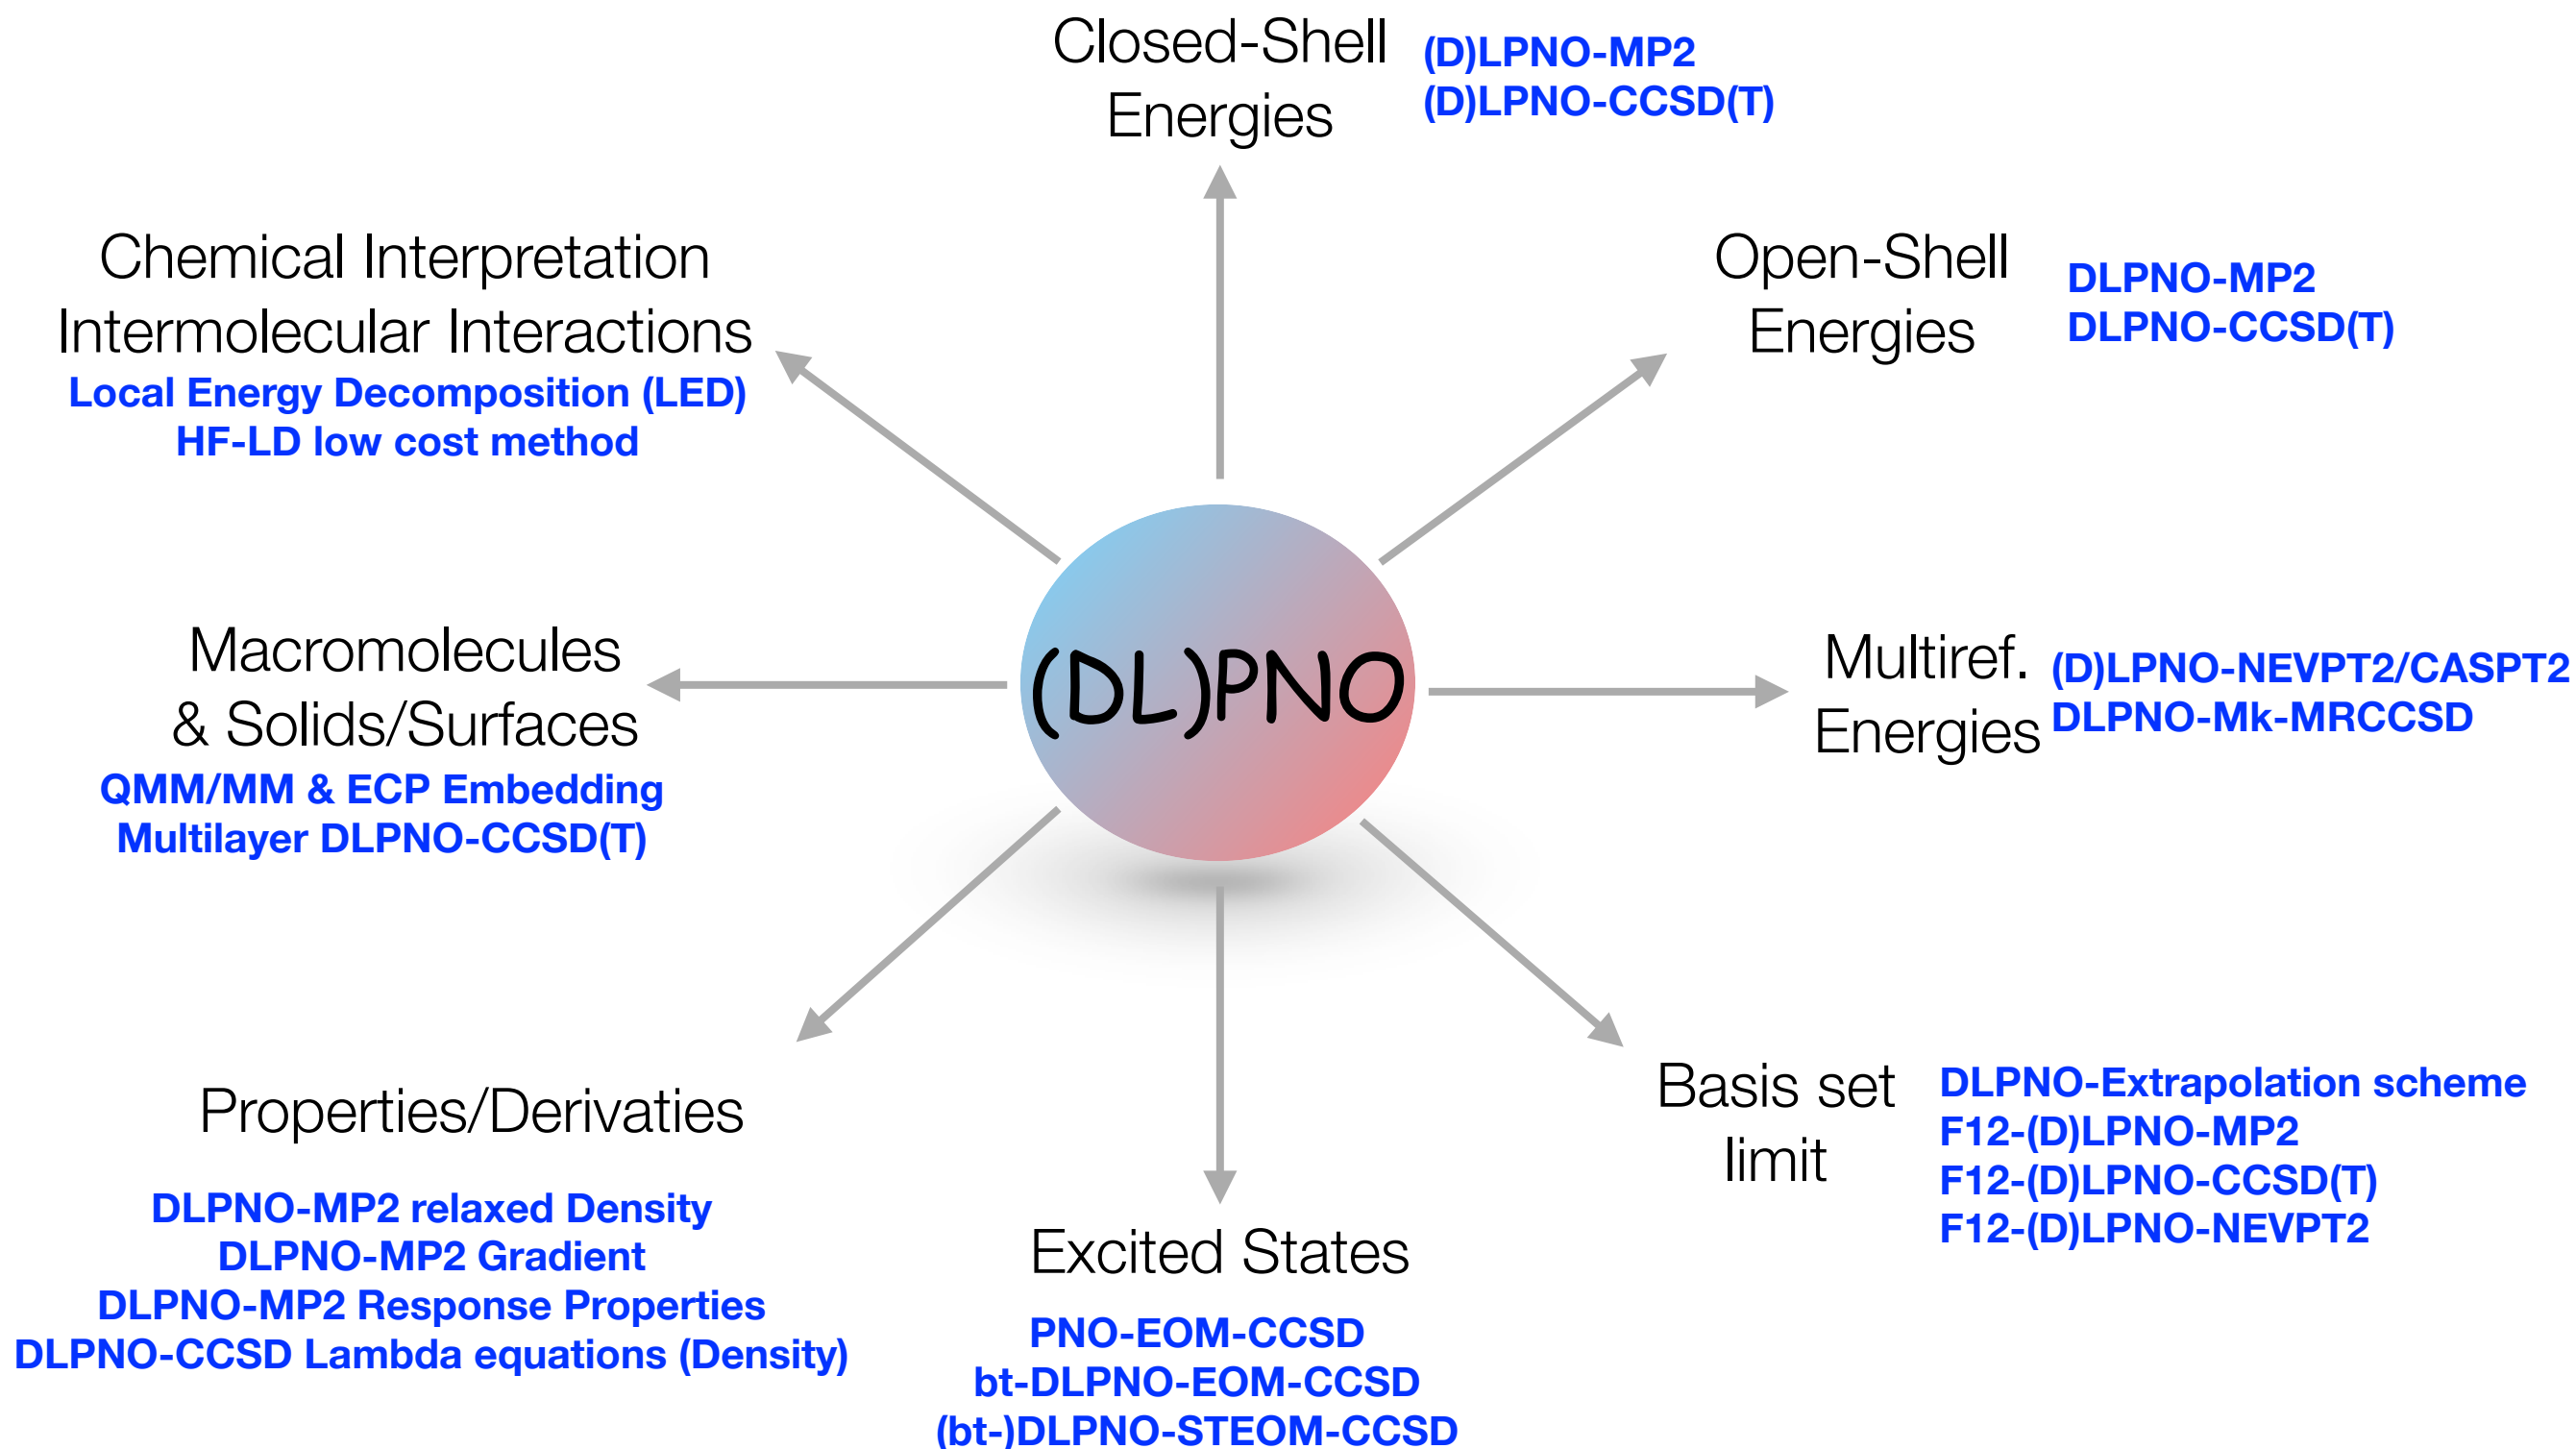 Closed-Shell
Energies
(D)LPNO-MP2
(D)LPNO-CCSD(T)
Chemical Interpretation
Intermolecular Interactions
Local Energy Decomposition (LED)
HF-LD low cost method
Open-Shell
Energies
DLPNO-MP2
DLPNO-CCSD(T)
Macromolecules
& Solids/Surfaces
QMM/MM & ECP Embedding
Multilayer DLPNO-CCSD(T)
(DL)PNO
Multiref.
Energies
(D)LPNO-NEVPT2/CASPT2
DLPNO-Mk-MRCCSD
Properties/Derivaties
DLPNO-MP2 relaxed Density
DLPNO-MP2 Gradient
DLPNO-MP2 Response Properties
DLPNO-CCSD Lambda equations (Density)
Excited States
PNO-EOM-CCSD
bt-DLPNO-EOM-CCSD
(bt-)DLPNO-STEOM-CCSD
Basis set
limit
DLPNO-Extrapolation scheme
F12-(D)LPNO-MP2
F12-(D)LPNO-CCSD(T)
F12-(D)LPNO-NEVPT2